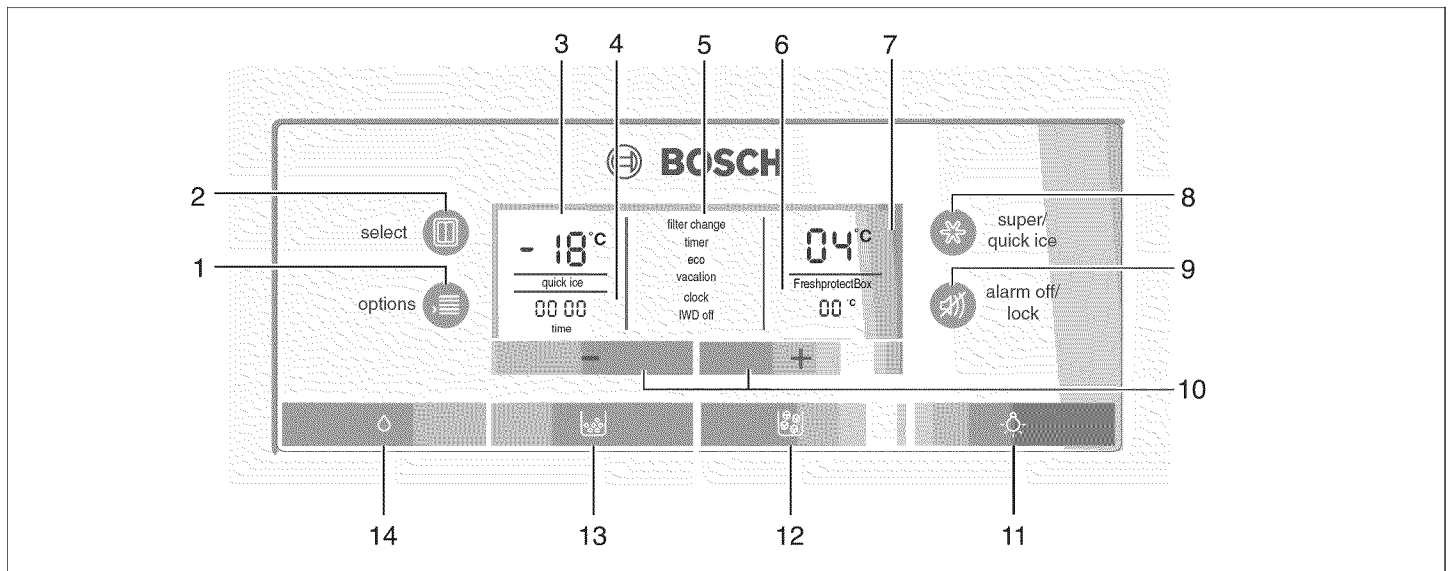 3 4 5 6 7
BOSCH
2
select
1
options
-18°C
quick ice
00 00
time
filter change
timer
eco
vacation
clock
IWD off
04°C
FreshprotectBox
00 °C
8
super/
quick ice
9
alarm off/
lock
- +
10
14 13 12 11